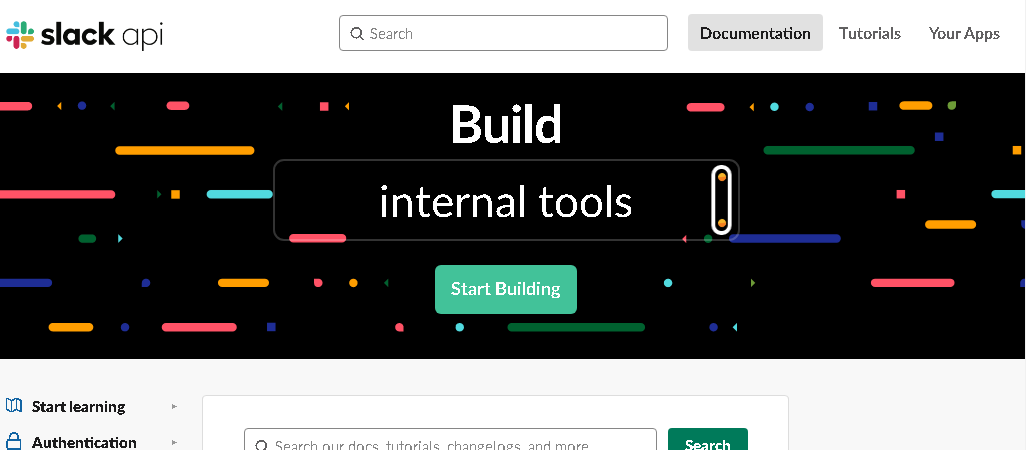 slack api
Search
Documentation
Tutorials
Your Apps
Build
internal tools
Start Building
Start learning
Authentication
Search our docs, tutorials, changelogs, and more
Search